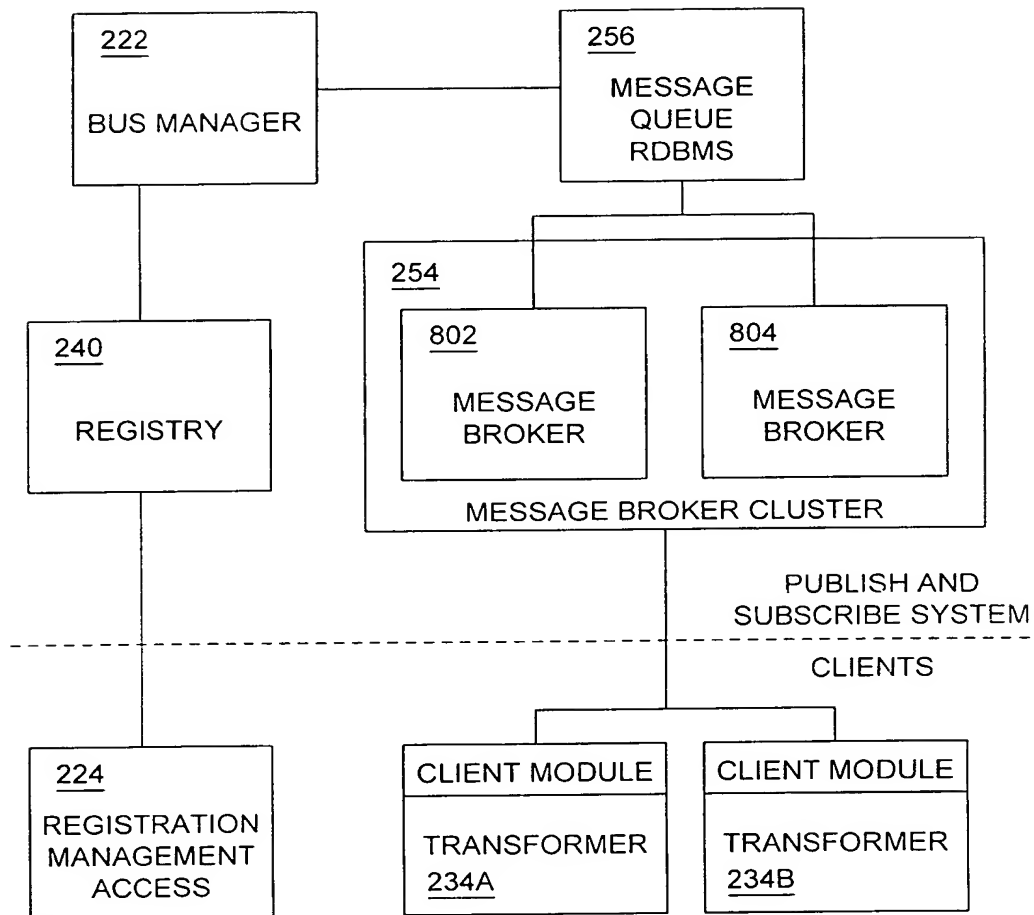 222
BUS MANAGER
256
MESSAGE
QUEUE
RDBMS
254
802
MESSAGE
BROKER
804
MESSAGE
BROKER
MESSAGE BROKER CLUSTER
240
REGISTRY
PUBLISH AND
SUBSCRIBE SYSTEM
CLIENTS
224
REGISTRATION
MANAGEMENT
ACCESS
CLIENT MODULE
TRANSFORMER
234A
CLIENT MODULE
TRANSFORMER
234B